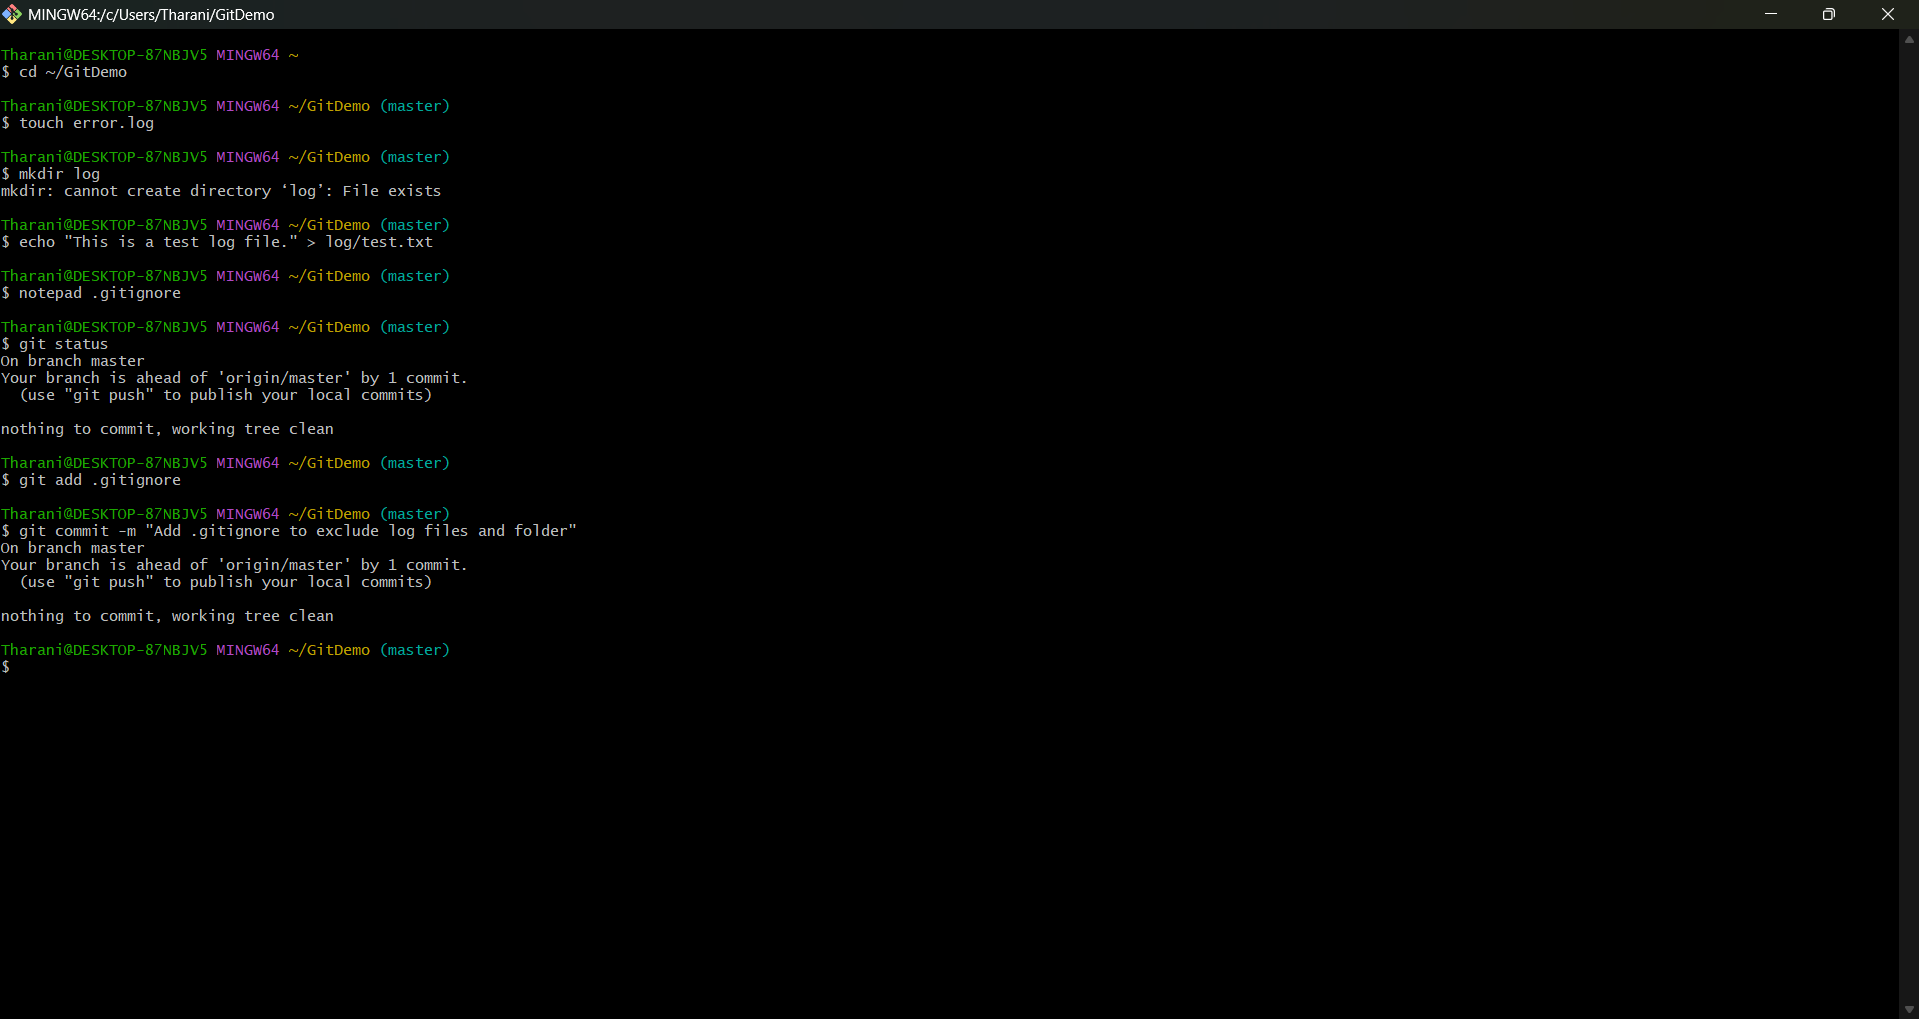 MINGW64:/c/Users/Tharani/GitDemo
Tharani@DESKTOP-87NBJV5 MINGW64 ~
$ cd ~/GitDemo
Tharani@DESKTOP-87NBJV5 MINGW64 ~/GitDemo (master)
$ touch error.log
Tharani@DESKTOP-87NBJV5 MINGW64 ~/GitDemo (master)
$ mkdir log
mkdir: cannot create directory ‘log’: File exists
Tharani@DESKTOP-87NBJV5 MINGW64 ~/GitDemo (master)
$ echo "This is a test log file." > log/test.txt
Tharani@DESKTOP-87NBJV5 MINGW64 ~/GitDemo (master)
$ notepad .gitignore
Tharani@DESKTOP-87NBJV5 MINGW64 ~/GitDemo (master)
$ git status
On branch master
Your branch is ahead of 'origin/master' by 1 commit.
  (use "git push" to publish your local commits)
nothing to commit, working tree clean
Tharani@DESKTOP-87NBJV5 MINGW64 ~/GitDemo (master)
$ git add .gitignore
Tharani@DESKTOP-87NBJV5 MINGW64 ~/GitDemo (master)
$ git commit -m "Add .gitignore to exclude log files and folder"
On branch master
Your branch is ahead of 'origin/master' by 1 commit.
  (use "git push" to publish your local commits)
nothing to commit, working tree clean
Tharani@DESKTOP-87NBJV5 MINGW64 ~/GitDemo (master)
$